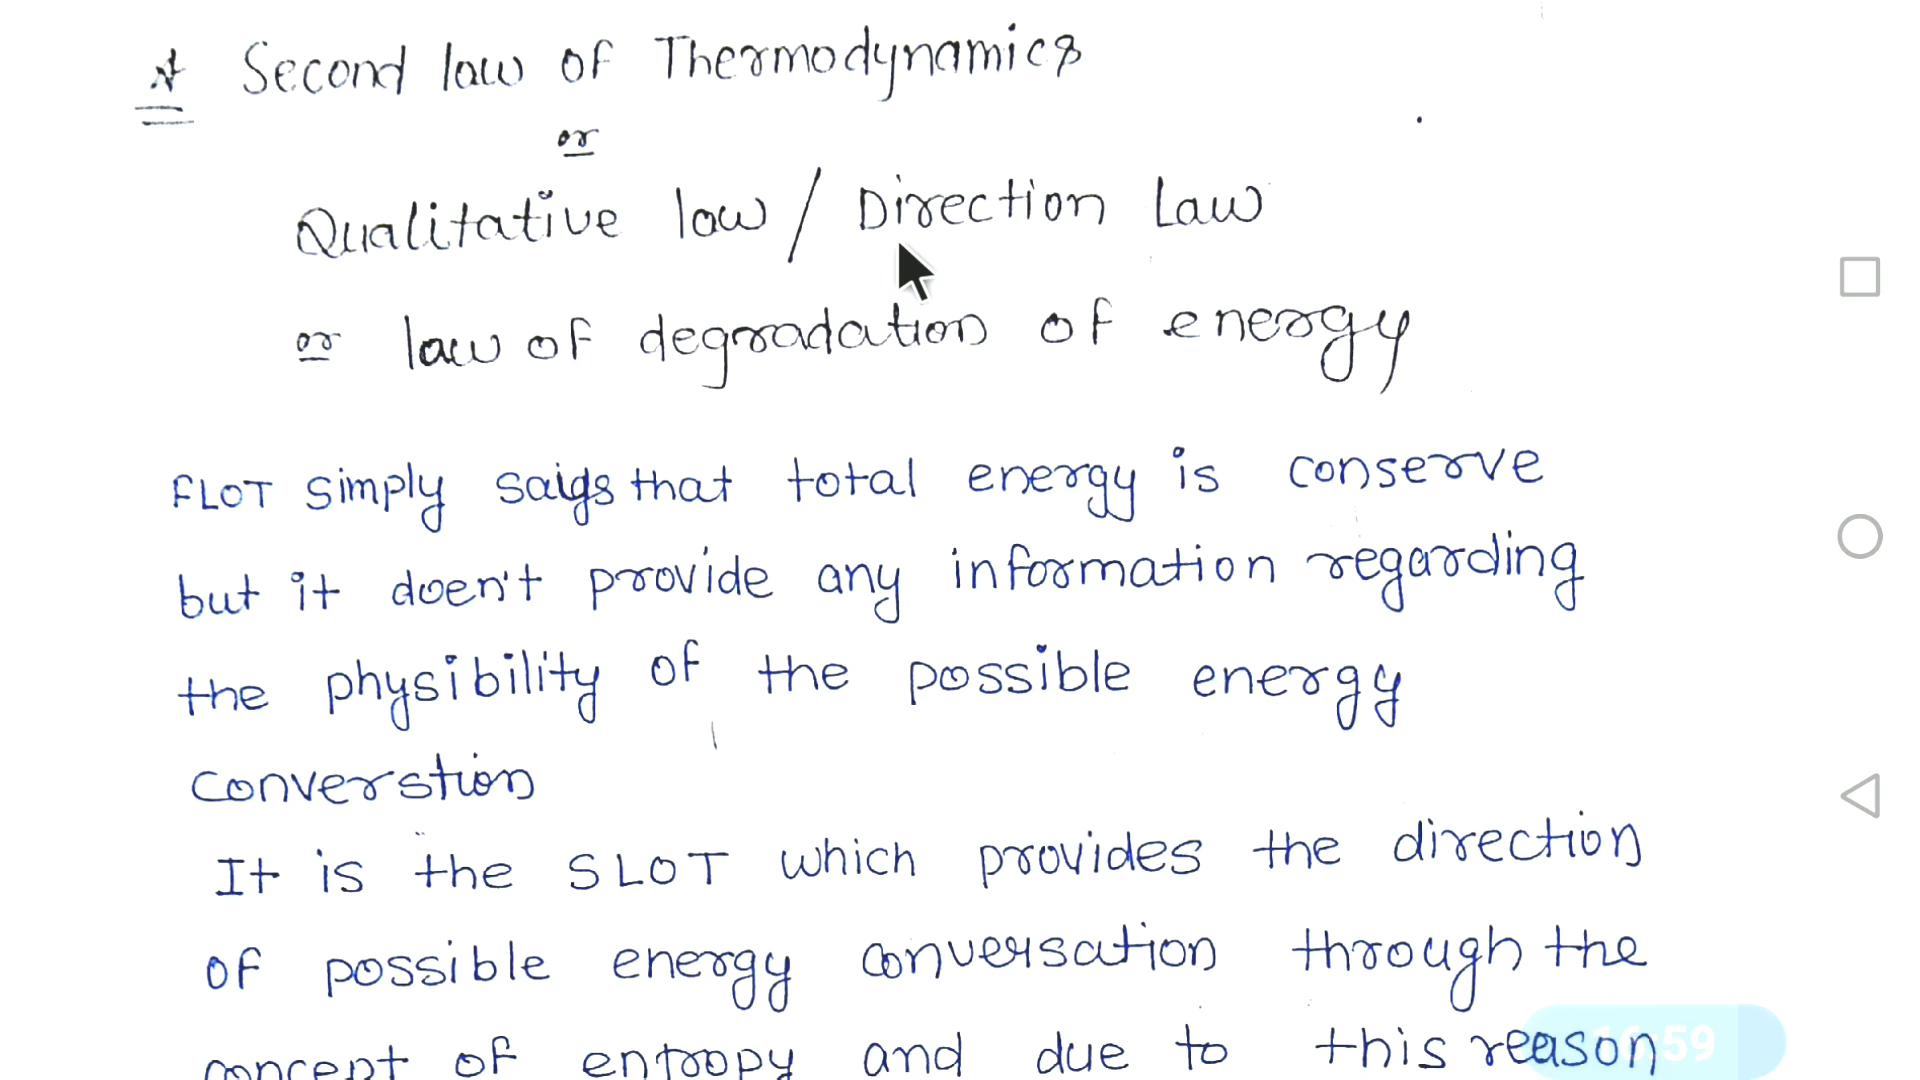 * Second law of Thermodynamics
or
Qualitative law / Direction Law
or law of degradation of energy
FLOT simply saigs that total energy is conserve
but it doen't provide any information regarding
the physibility of the possible energy
converstion
It is the SLOT which provides the direction
of possible energy conversation through the
concept of entropy and due to this reason